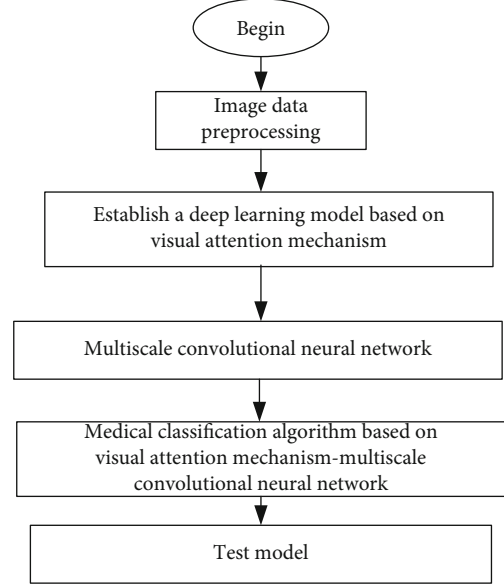 Begin
Image data
preprocessing
Establish a deep learning model based on
visual attention mechanism
Multiscale convolutional neural network
Medical classification algorithm based on
visual attention mechanism-multiscale
convolutional neural network
Test model